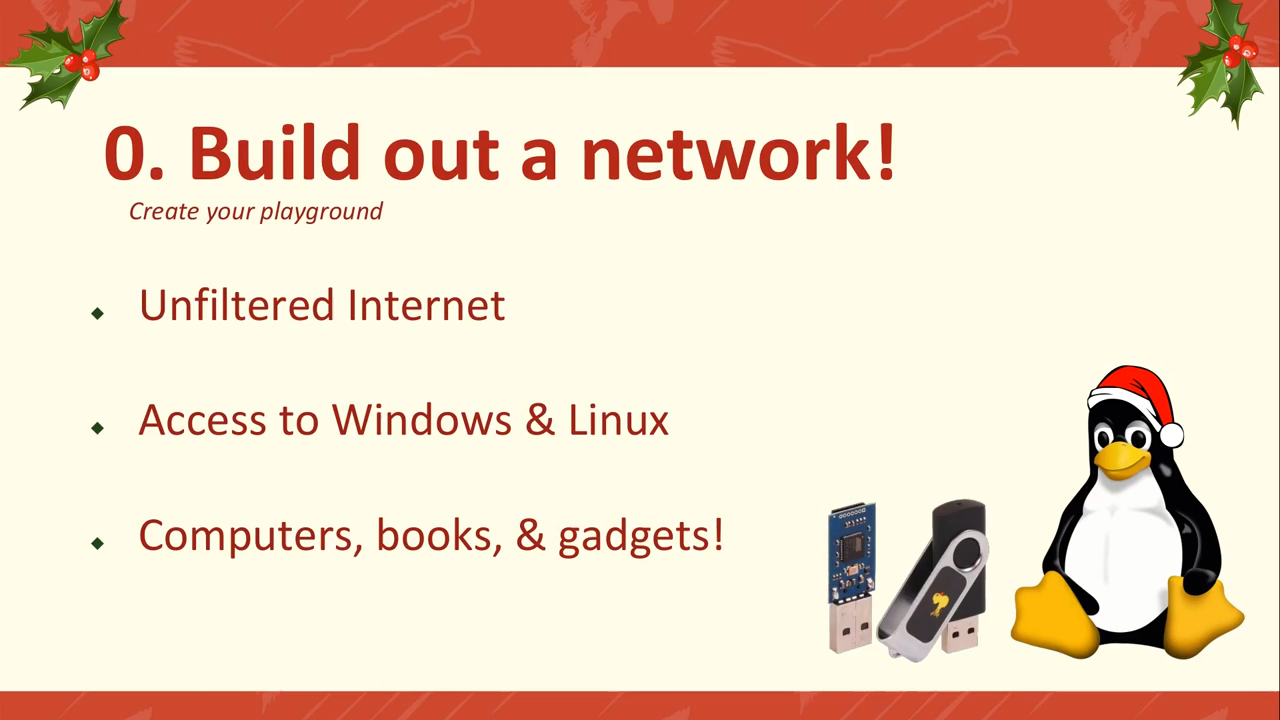 0. Build out a network!
Create your playground
Unfiltered Internet
Access to Windows & Linux
Computers, books, & gadgets!